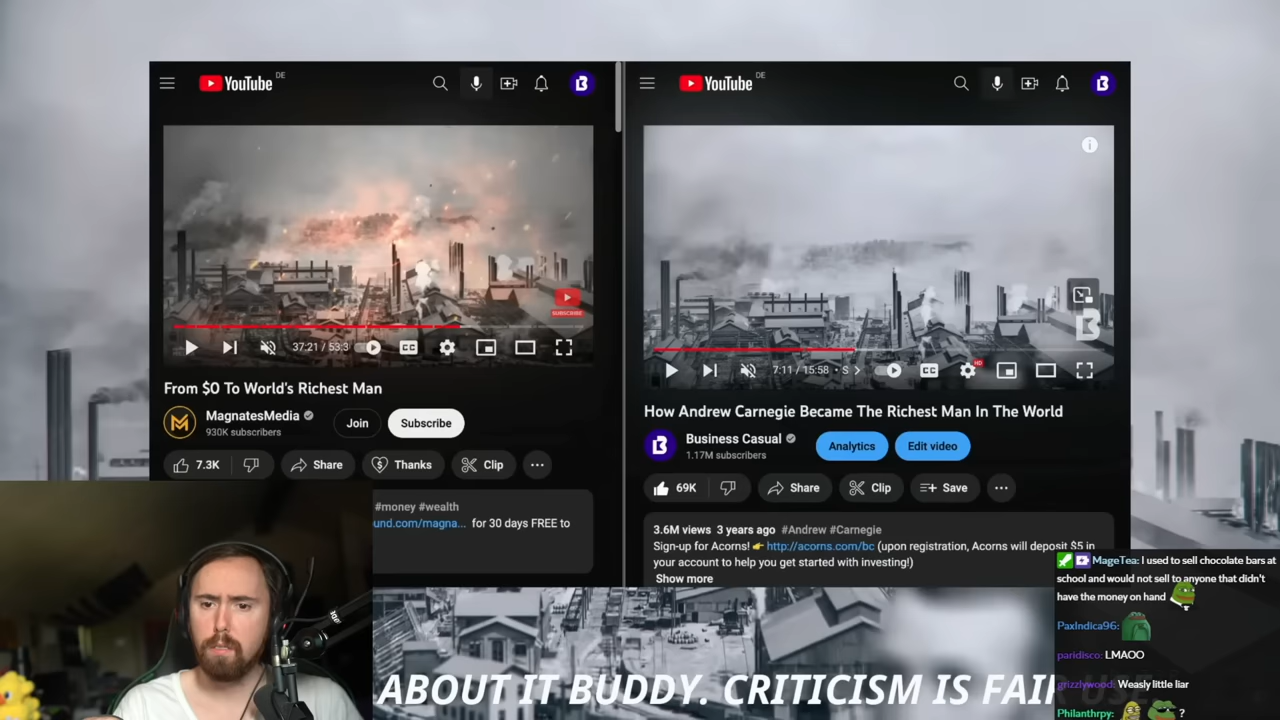 YouTube DE
YouTube DE
SUBSCRIBE
37:21 / 53:3
CC
7:11 / 15:58 • S
CC
HD
From $0 To World's Richest Man
MagnatesMedia
930K subscribers
Join
Subscribe
7.3K
Share
Thanks
Clip
#money #wealth
und.com/magna... for 30 days FREE to
How Andrew Carnegie Became The Richest Man In The World
Business Casual
1.17M subscribers
Analytics
Edit video
69K
Share
Clip
Save
3.6M views 3 years ago #Andrew #Carnegie
Sign-up for Acorns! http://acorns.com/bc (upon registration, Acorns will deposit $5 in
your account to help you get started with investing!)
Show more
MageTea: I used to sell chocolate bars at
school and would not sell to anyone that didn't
have the money on hand
PaxIndica96:
paridisco: LMAOO
grizzlywood: Weasly little liar
Philanthrpy: ?
ABOUT IT BUDDY. CRITICISM IS FAI